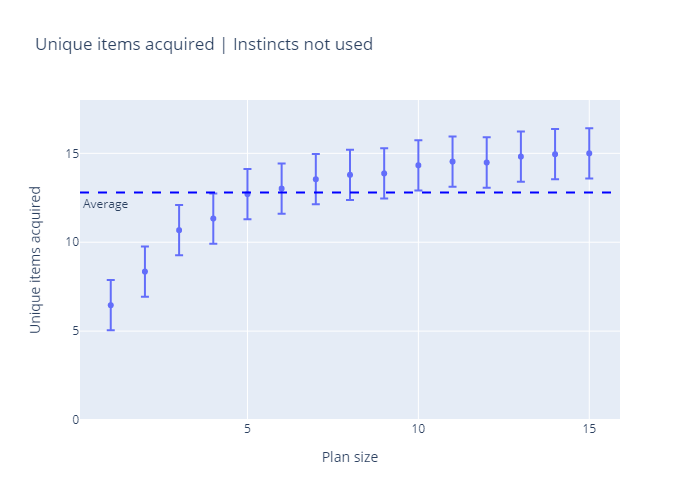 Unique items acquired | Instincts not used
Unique items acquired
15
10
5
0
Average
5
10
15
Plan size